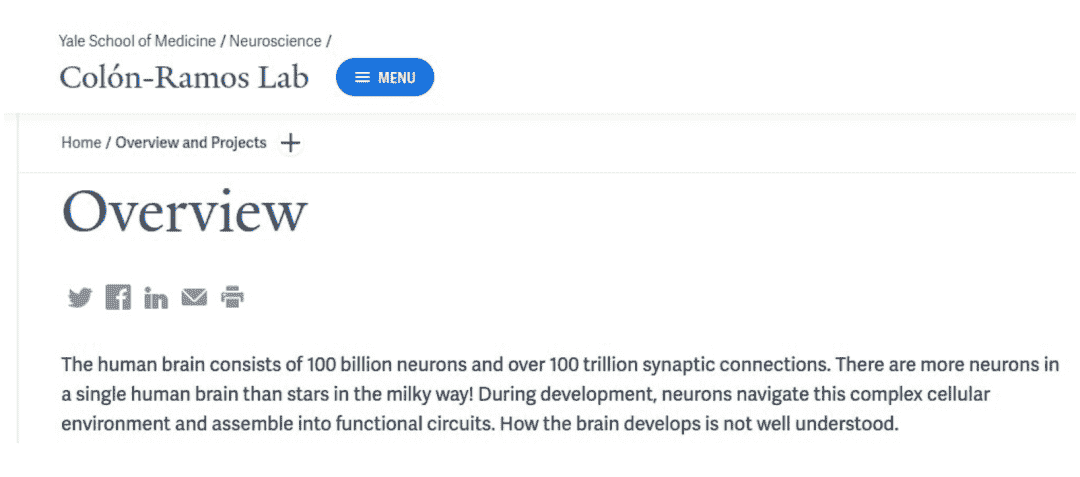 Yale School of Medicine / Neuroscience /
Colón-Ramos Lab
MENU
Home / Overview and Projects +
Overview
The human brain consists of 100 billion neurons and over 100 trillion synaptic connections. There are more neurons in
a single human brain than stars in the milky way! During development, neurons navigate this complex cellular
environment and assemble into functional circuits. How the brain develops is not well understood.